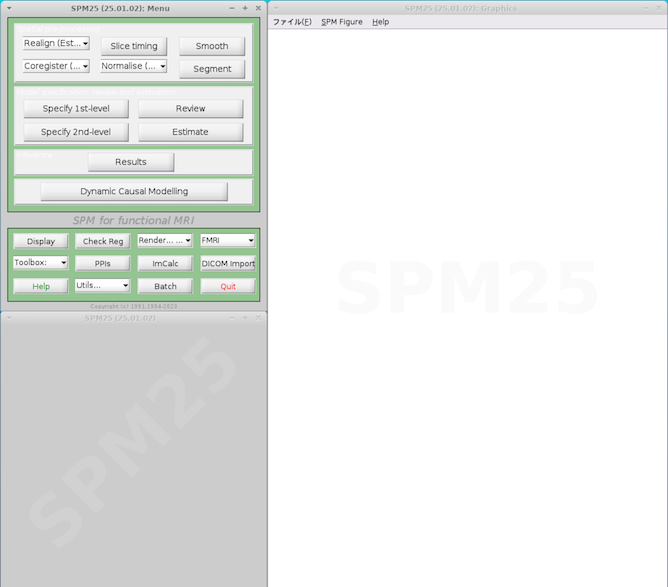 SPM25 (25.01.02): Menu
Realign (Est...
Slice timing
Smooth
Coregister (...
Normalise (...
Segment
Specify 1st-level
Review
Specify 2nd-level
Estimate
Results
Dynamic Causal Modelling
SPM for functional MRI
Display
Check Reg
Render... ...
FMRI
Toolbox:
PPIs
ImCalc
DICOM Import
Help
Utils...
Batch
Quit
Copyright (c) 1991,1994-2025
SPM25 (25.01.02)
SPM25
SPM25 (25.01.02): Graphics
ファイル(F)
SPM Figure
Help
SPM25